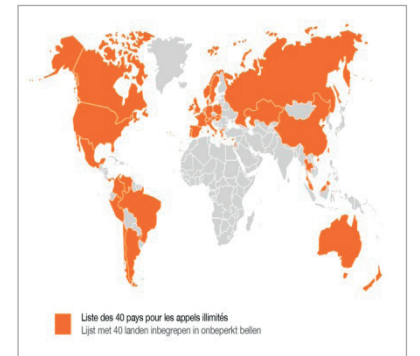 Liste des 40 pays pour les appels illimités
Lijst met 40 landen inbegrepen in onbeperkt bellen